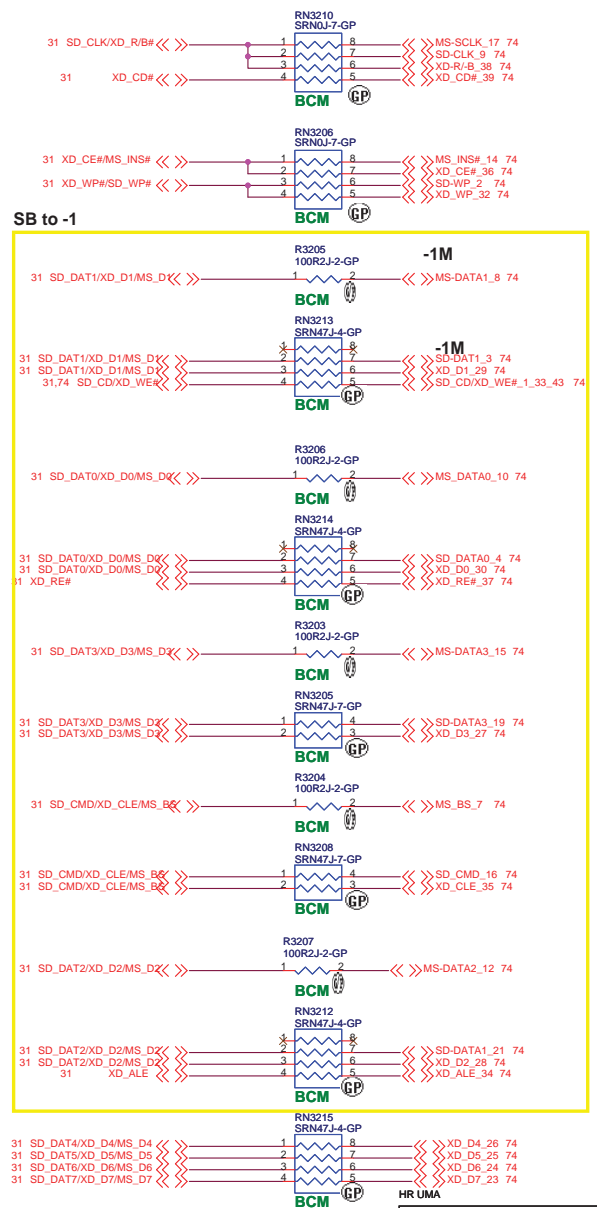 RN3210
SRN0J-7-GP
31 SD_CLK/XD_R/B# 1 8 MS-SCLK_17 74
2 7 SD-CLK_9 74
3 6 XD-R/-B_38 74
31 XD_CD# 4 5 XD_CD#_39 74
BCM GP
RN3206
SRN0J-7-GP
31 XD_CE#/MS_INS# 1 8 MS_INS#_14 74
2 7 XD_CE#_36 74
31 XD_WP#/SD_WP# 3 6 SD-WP_2 74
4 5 XD_WP_32 74
BCM GP
SB to -1
R3205
100R2J-2-GP
-1M
31 SD_DAT1/XD_D1/MS_D1 1 2 MS-DATA1_8 74
BCM GP
RN3213
SRN47J-4-GP
-1M
1 8
31 SD_DAT1/XD_D1/MS_D1 2 7 SD-DAT1_3 74
31 SD_DAT1/XD_D1/MS_D1 3 6 XD_D1_29 74
31,74 SD_CD/XD_WE# 4 5 SD_CD/XD_WE#_1_33_43 74
BCM GP
R3206
100R2J-2-GP
31 SD_DAT0/XD_D0/MS_D0 1 2 MS_DATA0_10 74
BCM GP
RN3214
SRN47J-4-GP
1 8
31 SD_DAT0/XD_D0/MS_D0 2 7 SD_DATA0_4 74
31 SD_DAT0/XD_D0/MS_D0 3 6 XD_D0_30 74
31 XD_RE# 4 5 XD_RE#_37 74
BCM GP
R3203
100R2J-2-GP
31 SD_DAT3/XD_D3/MS_D3 1 2 MS-DATA3_15 74
BCM GP
RN3205
SRN47J-7-GP
31 SD_DAT3/XD_D3/MS_D3 1 4 SD-DATA3_19 74
31 SD_DAT3/XD_D3/MS_D3 2 3 XD_D3_27 74
BCM GP
R3204
100R2J-2-GP
31 SD_CMD/XD_CLE/MS_BS 1 2 MS_BS_7 74
BCM GP
RN3208
SRN47J-7-GP
31 SD_CMD/XD_CLE/MS_BS 1 4 SD_CMD_16 74
31 SD_CMD/XD_CLE/MS_BS 2 3 XD_CLE_35 74
BCM GP
R3207
100R2J-2-GP
31 SD_DAT2/XD_D2/MS_D2 1 2 MS-DATA2_12 74
BCM GP
RN3212
SRN47J-4-GP
1 8
31 SD_DAT2/XD_D2/MS_D2 2 7 SD-DATA1_21 74
31 SD_DAT2/XD_D2/MS_D2 3 6 XD_D2_28 74
31 XD_ALE 4 5 XD_ALE_34 74
BCM GP
RN3215
SRN47J-4-GP
31 SD_DAT4/XD_D4/MS_D4 1 8 XD_D4_26 74
31 SD_DAT5/XD_D5/MS_D5 2 7 XD_D5_25 74
31 SD_DAT6/XD_D6/MS_D6 3 6 XD_D6_24 74
31 SD_DAT7/XD_D7/MS_D7 4 5 XD_D7_23 74
BCM GP
HR UMA